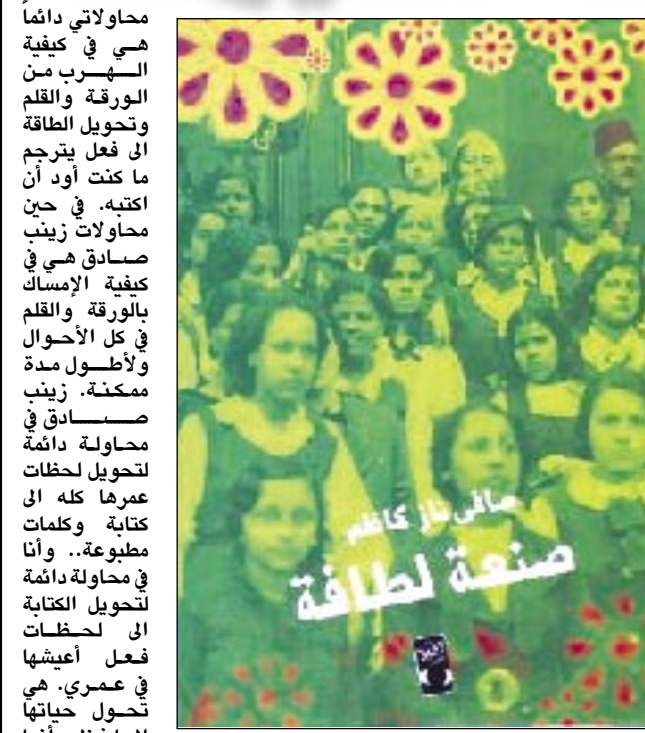 محاولاتي دائماً
هي في كيفية
الهرب من
الورقة والقلم
وتحويل الطاقة
الى فعل يترجم
ما كنت أود أن
اكتبه. في حين
محاولات زينب
صادق هي في
كيفية الإمساك
بالورقة والقلم
في كل الأحوال
ولأطول مدة
ممكنة. زينب
صادق في
محاولة دائمة
لتحويل لحظات
عمرها كله الى
كتابة وكلمات
مطبوعة.. وأنا
في محاولة دائمة
لتحويل الكتابة
الى لحظات
فعل أعيشها
في عمري. هي
تحول حياتها
صافى ناز كاظم
صنعة لطافة